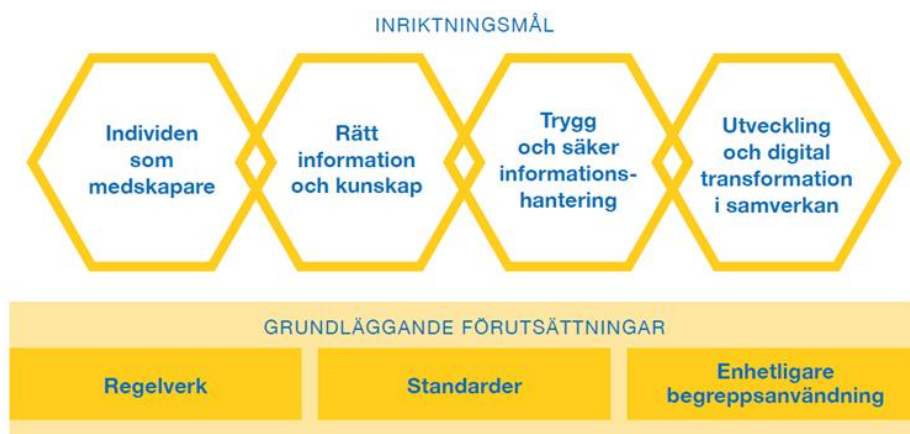 INRIKTNINGSMÅL
Individen
som
medskapare
Rätt
information
och kunskap
Trygg
och säker
informations-
hantering
Utveckling
och digital
transformation
i samverkan
GRUNDLÄGGANDE FÖRUTSÄTTNINGAR
Regelverk
Standarder
Enhetligare
begreppsanvändning